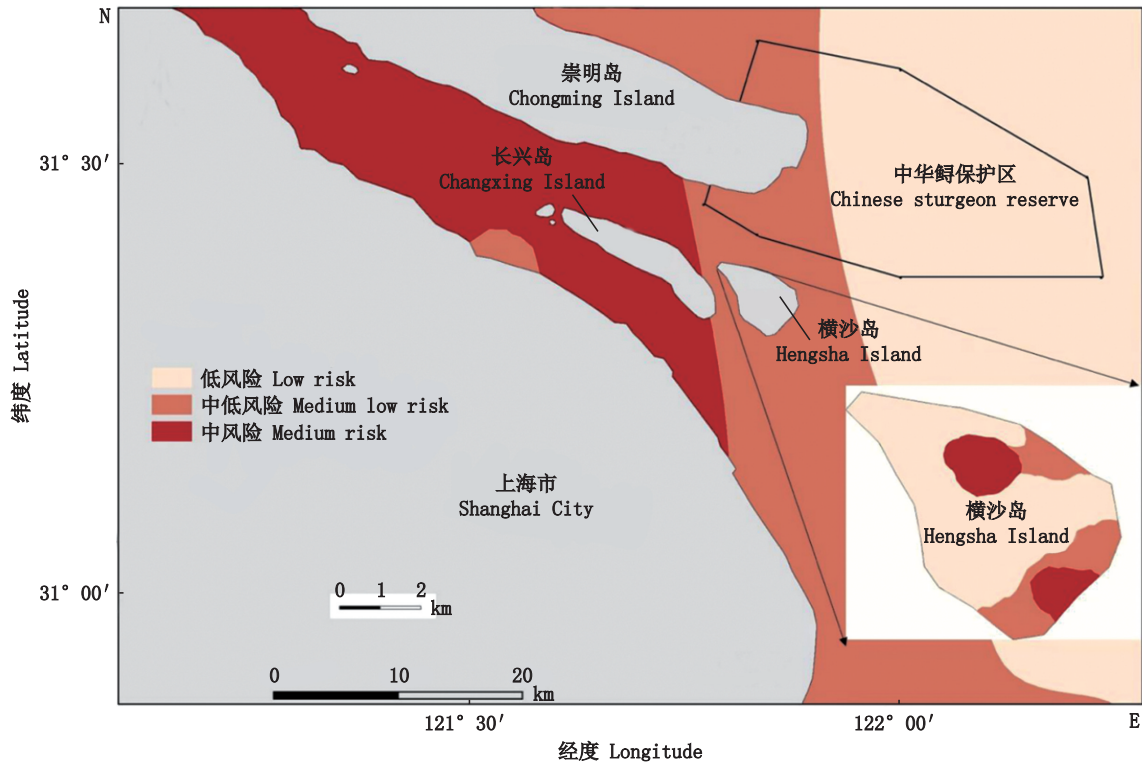 N
崇明岛
Chongming Island
31° 30′
长兴岛
Changxing Island
中华鲟保护区
Chinese sturgeon reserve
横沙岛
Hengsha Island
低风险 Low risk
中低风险 Medium low risk
中风险 Medium risk
纬度 Latitude
上海市
Shanghai City
横沙岛
Hengsha Island
31° 00′
0 1 2
km
0 10 20
km
121° 30′
122° 00′
E
经度 Longitude